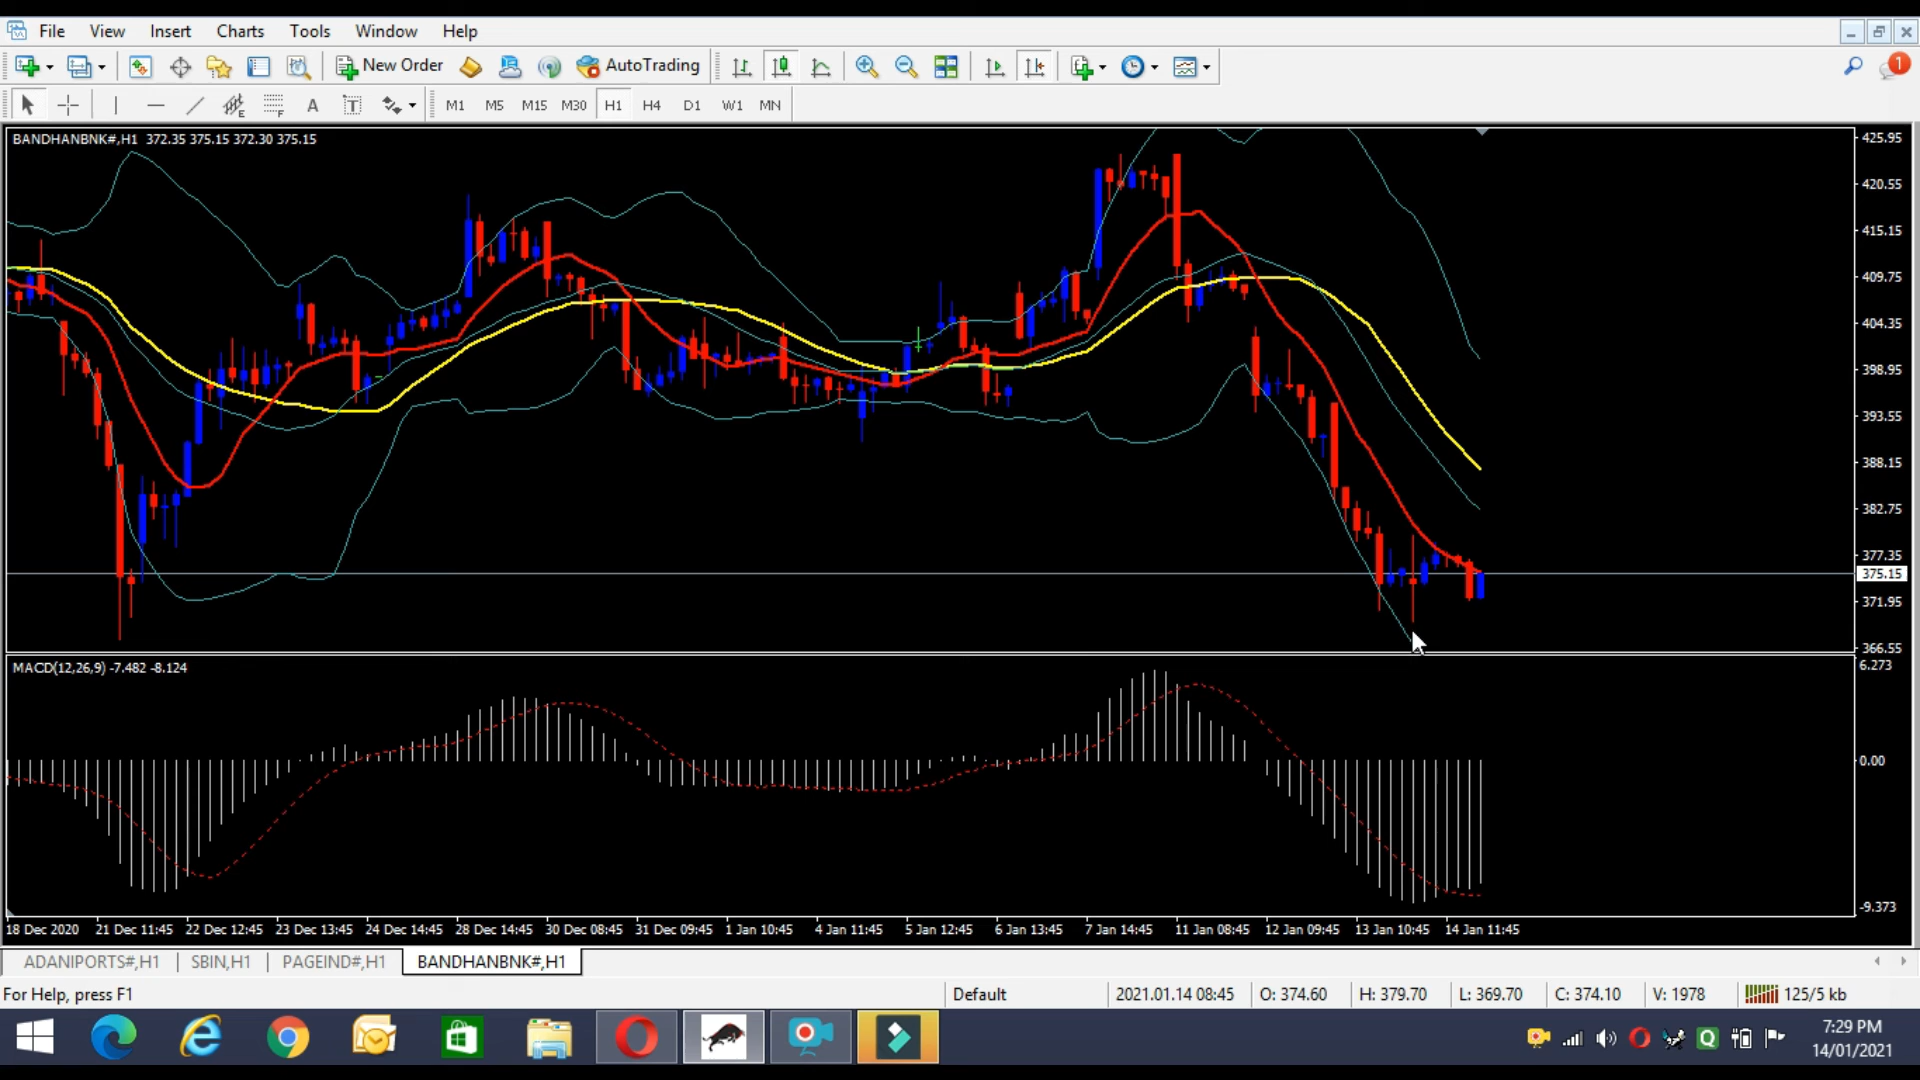 File View Insert Charts Tools Window Help
New Order AutoTrading 1
E F A T M1 M5 M15 M30 H1 H4 D1 W1 MN
BANDHANBNK#,H1 372.35 375.15 372.30 375.15
425.95
420.55
415.15
409.75
404.35
398.95
393.55
388.15
382.75
377.35
375.15
371.95
366.55
MACD(12,26,9) -7.482 -8.124
6.273
0.00
-9.373
18 Dec 2020 21 Dec 11:45 22 Dec 12:45 23 Dec 13:45 24 Dec 14:45 28 Dec 14:45 30 Dec 08:45 31 Dec 09:45 1 Jan 10:45 4 Jan 11:45 5 Jan 12:45 6 Jan 13:45 7 Jan 14:45 11 Jan 08:45 12 Jan 09:45 13 Jan 10:45 14 Jan 11:45
ADANIPORTS#,H1 SBIN,H1 PAGEIND#,H1 BANDHANBNK#,H1
For Help, press F1 Default 2021.01.14 08:45 O: 374.60 H: 379.70 L: 369.70 C: 374.10 V: 1978 125/5 kb
7:29 PM
14/01/2021